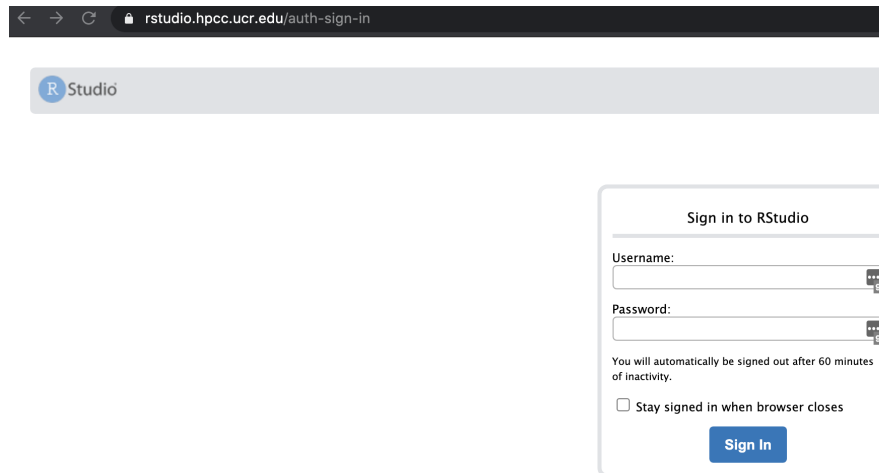 rstudio.hpcc.ucr.edu/auth-sign-in
R Studio
Sign in to RStudio
Username:
Password:
You will automatically be signed out after 60 minutes
of inactivity.
Stay signed in when browser closes
Sign In